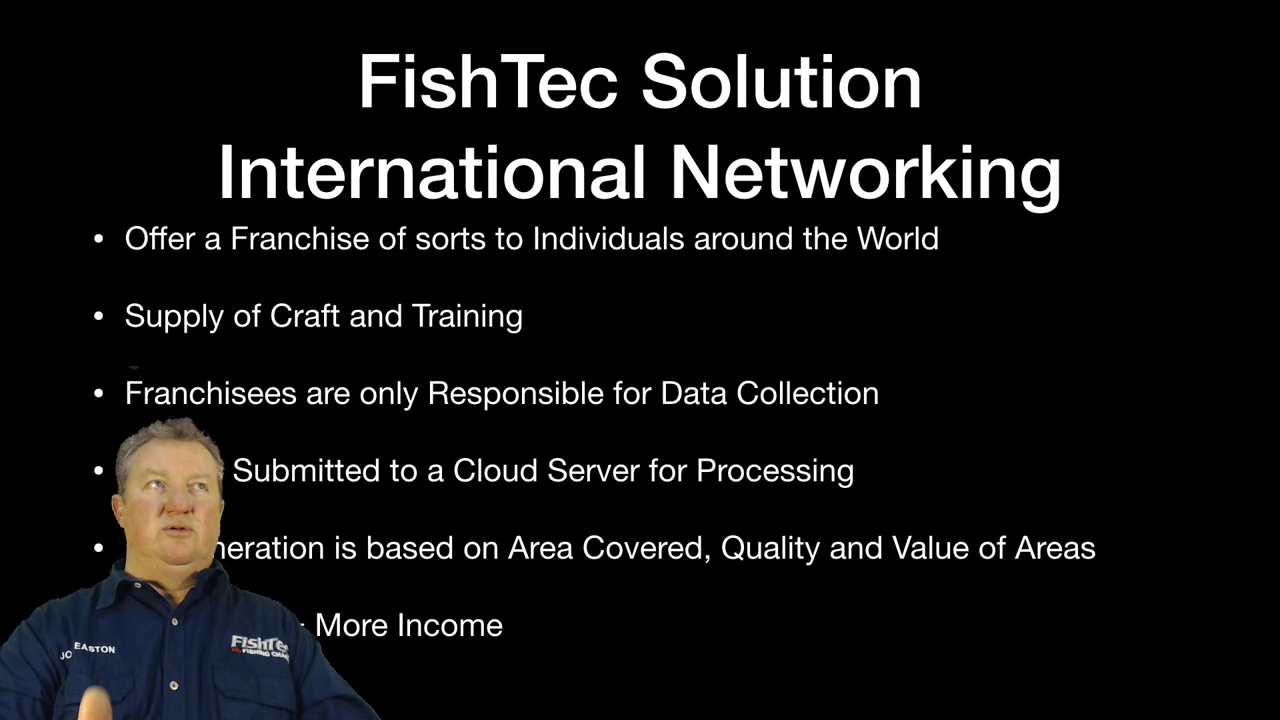 FishTec Solution
International Networking
• Offer a Franchise of sorts to Individuals around the World
• Supply of Craft and Training
• Franchisees are only Responsible for Data Collection
• Submitted to a Cloud Server for Processing
• neration is based on Area Covered, Quality and Value of Areas
- More Income
EASTON
FishTec